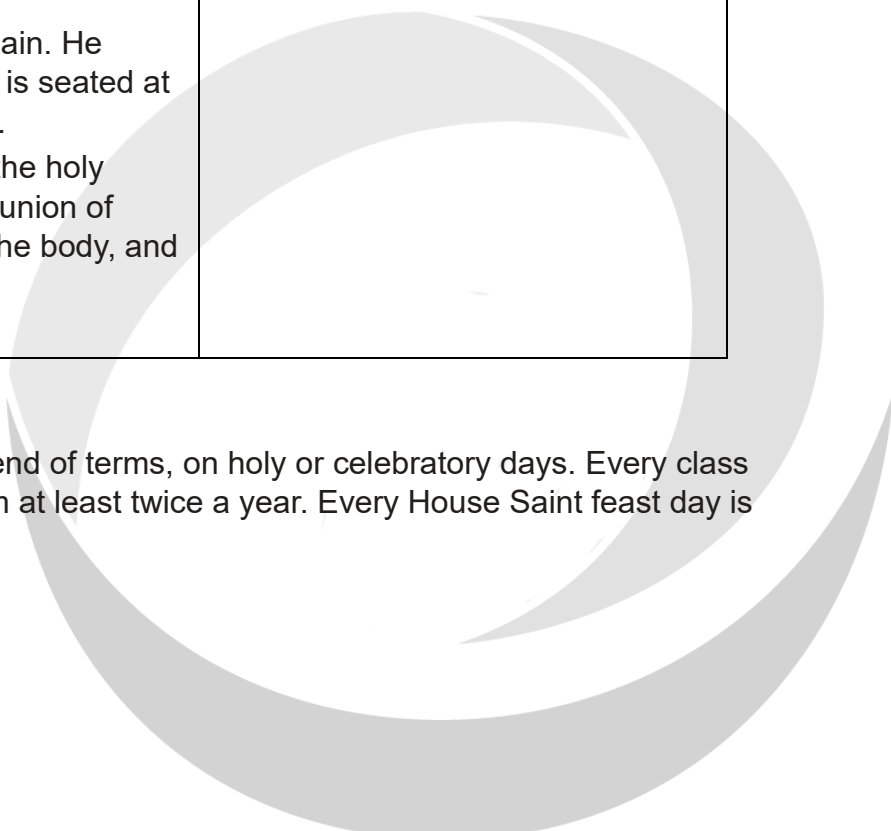 ain. He
is seated at
.
the holy
union of
he body, and
end of terms, on holy or celebratory days. Every class
at least twice a year. Every House Saint feast day is